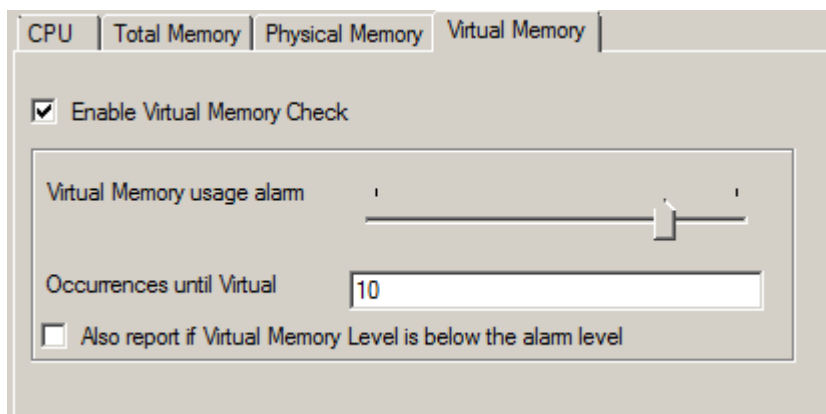 CPU Total Memory Physical Memory Virtual Memory
Enable Virtual Memory Check
Virtual Memory usage alarm
Occurrences until Virtual 10
Also report if Virtual Memory Level is below the alarm level